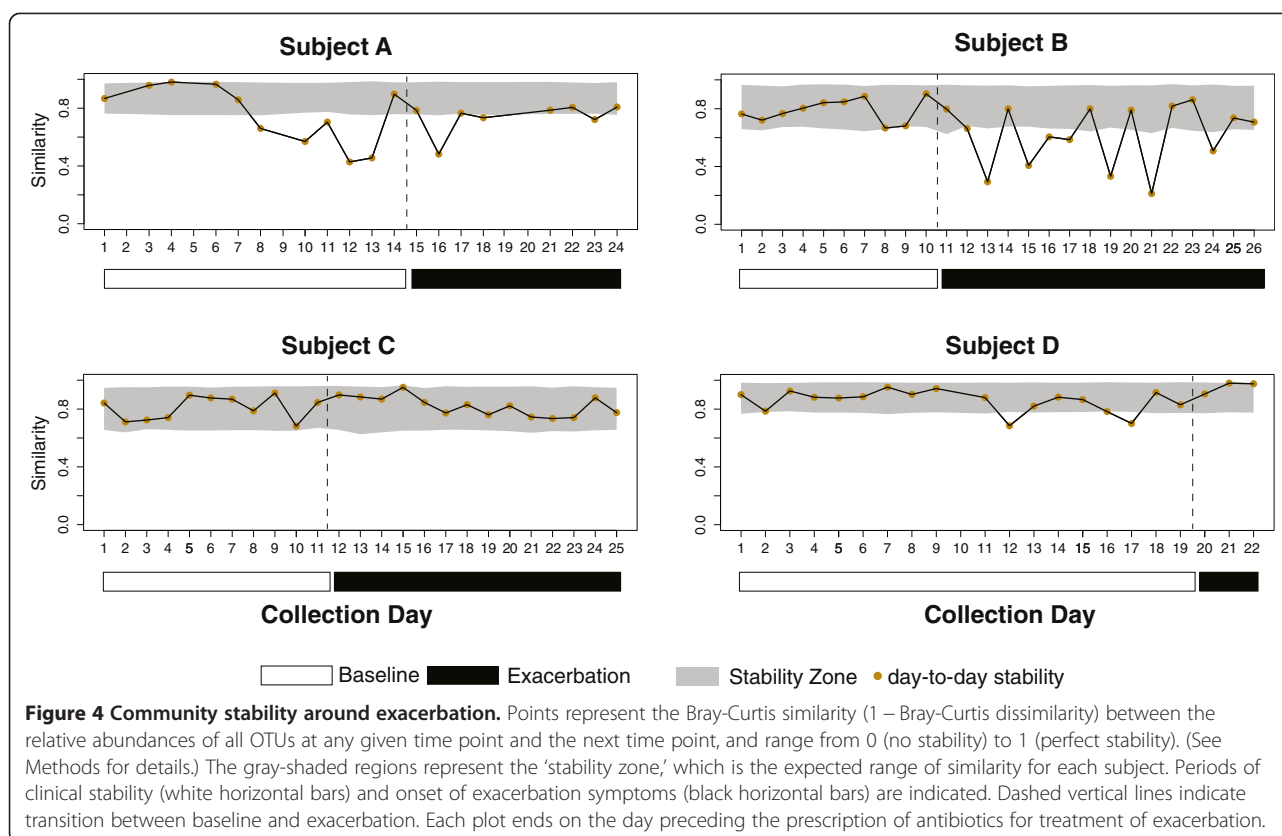 Subject A
Subject B
Similarity
0.0 0.4 0.8
1 2 3 4 5 6 7 8 9 10 11 12 13 14 15 16 17 18 19 20 21 22 23 24
0.0 0.4 0.8
1 2 3 4 5 6 7 8 9 10 11 12 13 14 15 16 17 18 19 20 21 22 23 24 25 26
Subject C
Subject D
Similarity
0.0 0.4 0.8
1 2 3 4 5 6 7 8 9 10 11 12 13 14 15 16 17 18 19 20 21 22 23 24 25
0.0 0.4 0.8
1 2 3 4 5 6 7 8 9 10 11 12 13 14 15 16 17 18 19 20 21 22
Collection Day
Collection Day
Baseline Exacerbation Stability Zone day-to-day stability
Figure 4 Community stability around exacerbation. Points represent the Bray-Curtis similarity (1 – Bray-Curtis dissimilarity) between the
relative abundances of all OTUs at any given time point and the next time point, and range from 0 (no stability) to 1 (perfect stability). (See
Methods for details.) The gray-shaded regions represent the ‘stability zone,’ which is the expected range of similarity for each subject. Periods of
clinical stability (white horizontal bars) and onset of exacerbation symptoms (black horizontal bars) are indicated. Dashed vertical lines indicate
transition between baseline and exacerbation. Each plot ends on the day preceding the prescription of antibiotics for treatment of exacerbation.